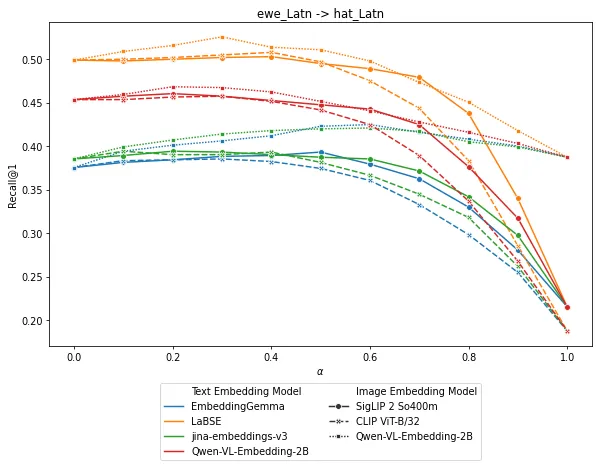 ewe_Latn -> hat_Latn
Recall@1
0.50
0.45
0.40
0.35
0.30
0.25
0.20
0.0
0.2
0.4
0.6
0.8
1.0
α
Text Embedding Model
EmbeddingGemma
LaBSE
jina-embeddings-v3
Qwen-VL-Embedding-2B
Image Embedding Model
SigLIP 2 So400m
CLIP ViT-B/32
Qwen-VL-Embedding-2B